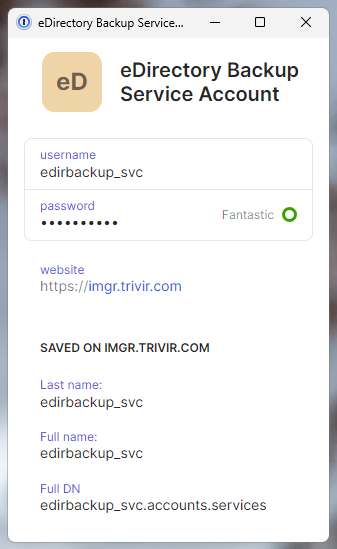 eDirectory Backup Service...
eD
eDirectory Backup
Service Account
username
edirbackup_svc
password
••••••••••
Fantastic
website
https://imgr.trivir.com
SAVED ON IMGR.TRIVIR.COM
Last name:
edirbackup_svc
Full name:
edirbackup_svc
Full DN
edirbackup_svc.accounts.services